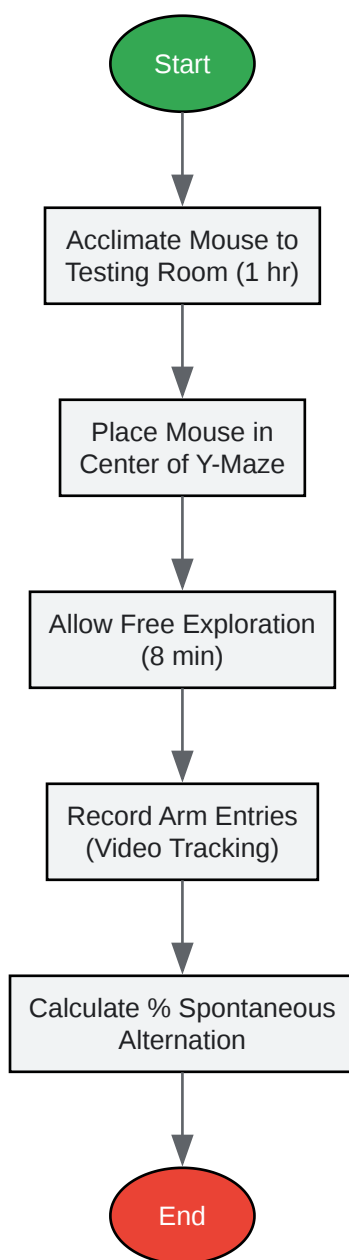 Start
Acclimate Mouse to
Testing Room (1 hr)
Place Mouse in
Center of Y-Maze
Allow Free Exploration
(8 min)
Record Arm Entries
(Video Tracking)
Calculate % Spontaneous
Alternation
End